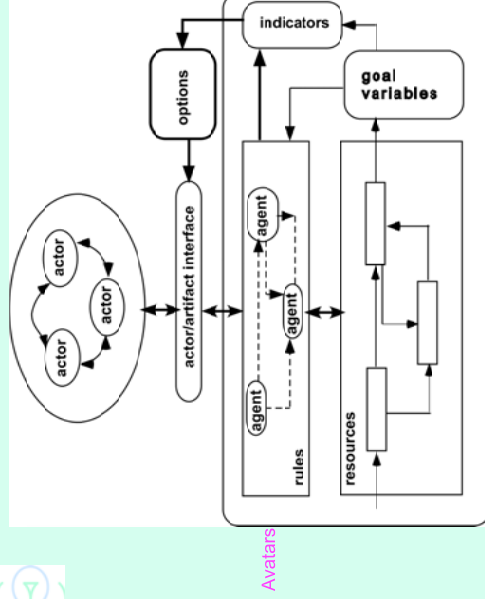 indicators
goal
variables
options
actor
actor
actor
actor/artifact interface
agent
agent
agent
rules
resources
Avatars